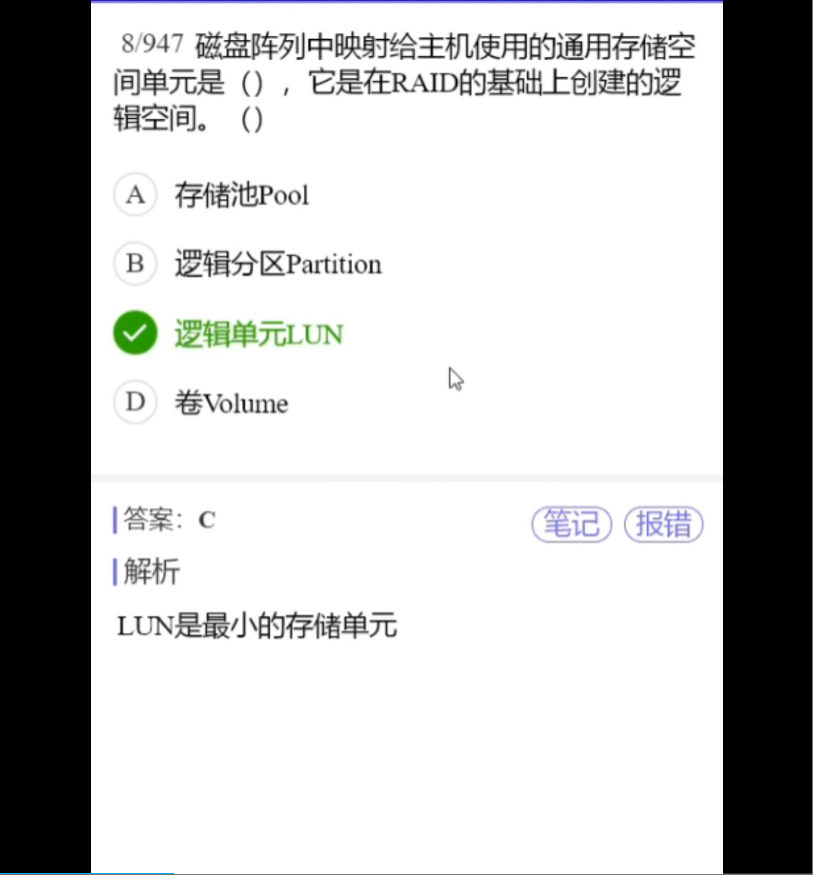 8/947 磁盘阵列中映射给主机使用的通用存储空
间单元是（），它是在RAID的基础上创建的逻
辑空间。（）
A 存储池Pool
B 逻辑分区Partition
逻辑单元LUN
D 卷Volume
答案：C 笔记 报错
解析
LUN是最小的存储单元